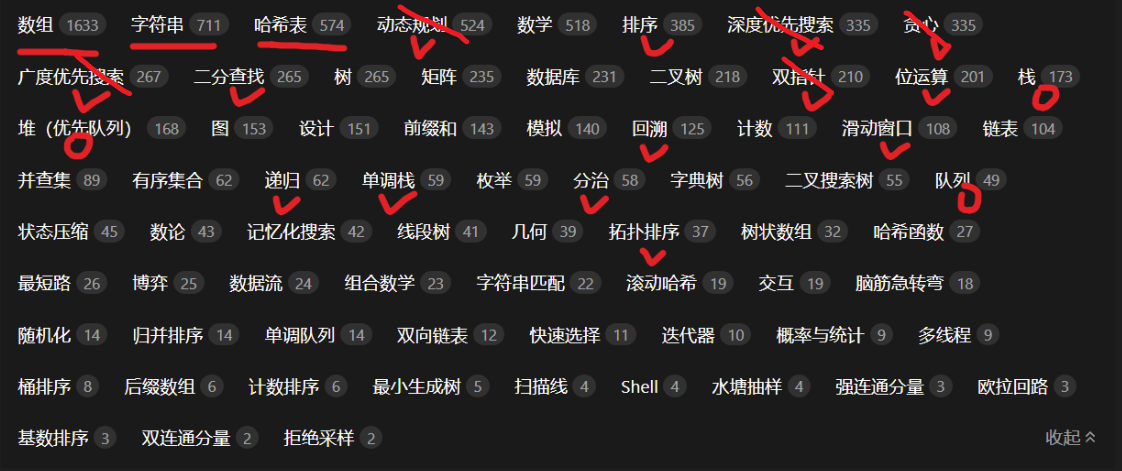 数组 1633 字符串 711 哈希表 574 动态规划 524 数学 518 排序 385 深度优先搜索 335 贪心 335
广度优先搜索 267 二分查找 265 树 265 矩阵 235 数据库 231 二叉树 218 双指针 210 位运算 201 栈 173
堆（优先队列） 168 图 153 设计 151 前缀和 143 模拟 140 回溯 125 计数 111 滑动窗口 108 链表 104
并查集 89 有序集合 62 递归 62 单调栈 59 枚举 59 分治 58 字典树 56 二叉搜索树 55 队列 49
状态压缩 45 数论 43 记忆化搜索 42 线段树 41 几何 39 拓扑排序 37 树状数组 32 哈希函数 27
最短路 26 博弈 25 数据流 24 组合数学 23 字符串匹配 22 滚动哈希 19 交互 19 脑筋急转弯 18
随机化 14 归并排序 14 单调队列 14 双向链表 12 快速选择 11 迭代器 10 概率与统计 9 多线程 9
桶排序 8 后缀数组 6 计数排序 6 最小生成树 5 扫描线 4 Shell 4 水塘抽样 4 强连通分量 3 欧拉回路 3
基数排序 3 双连通分量 2 拒绝采样 2 收起